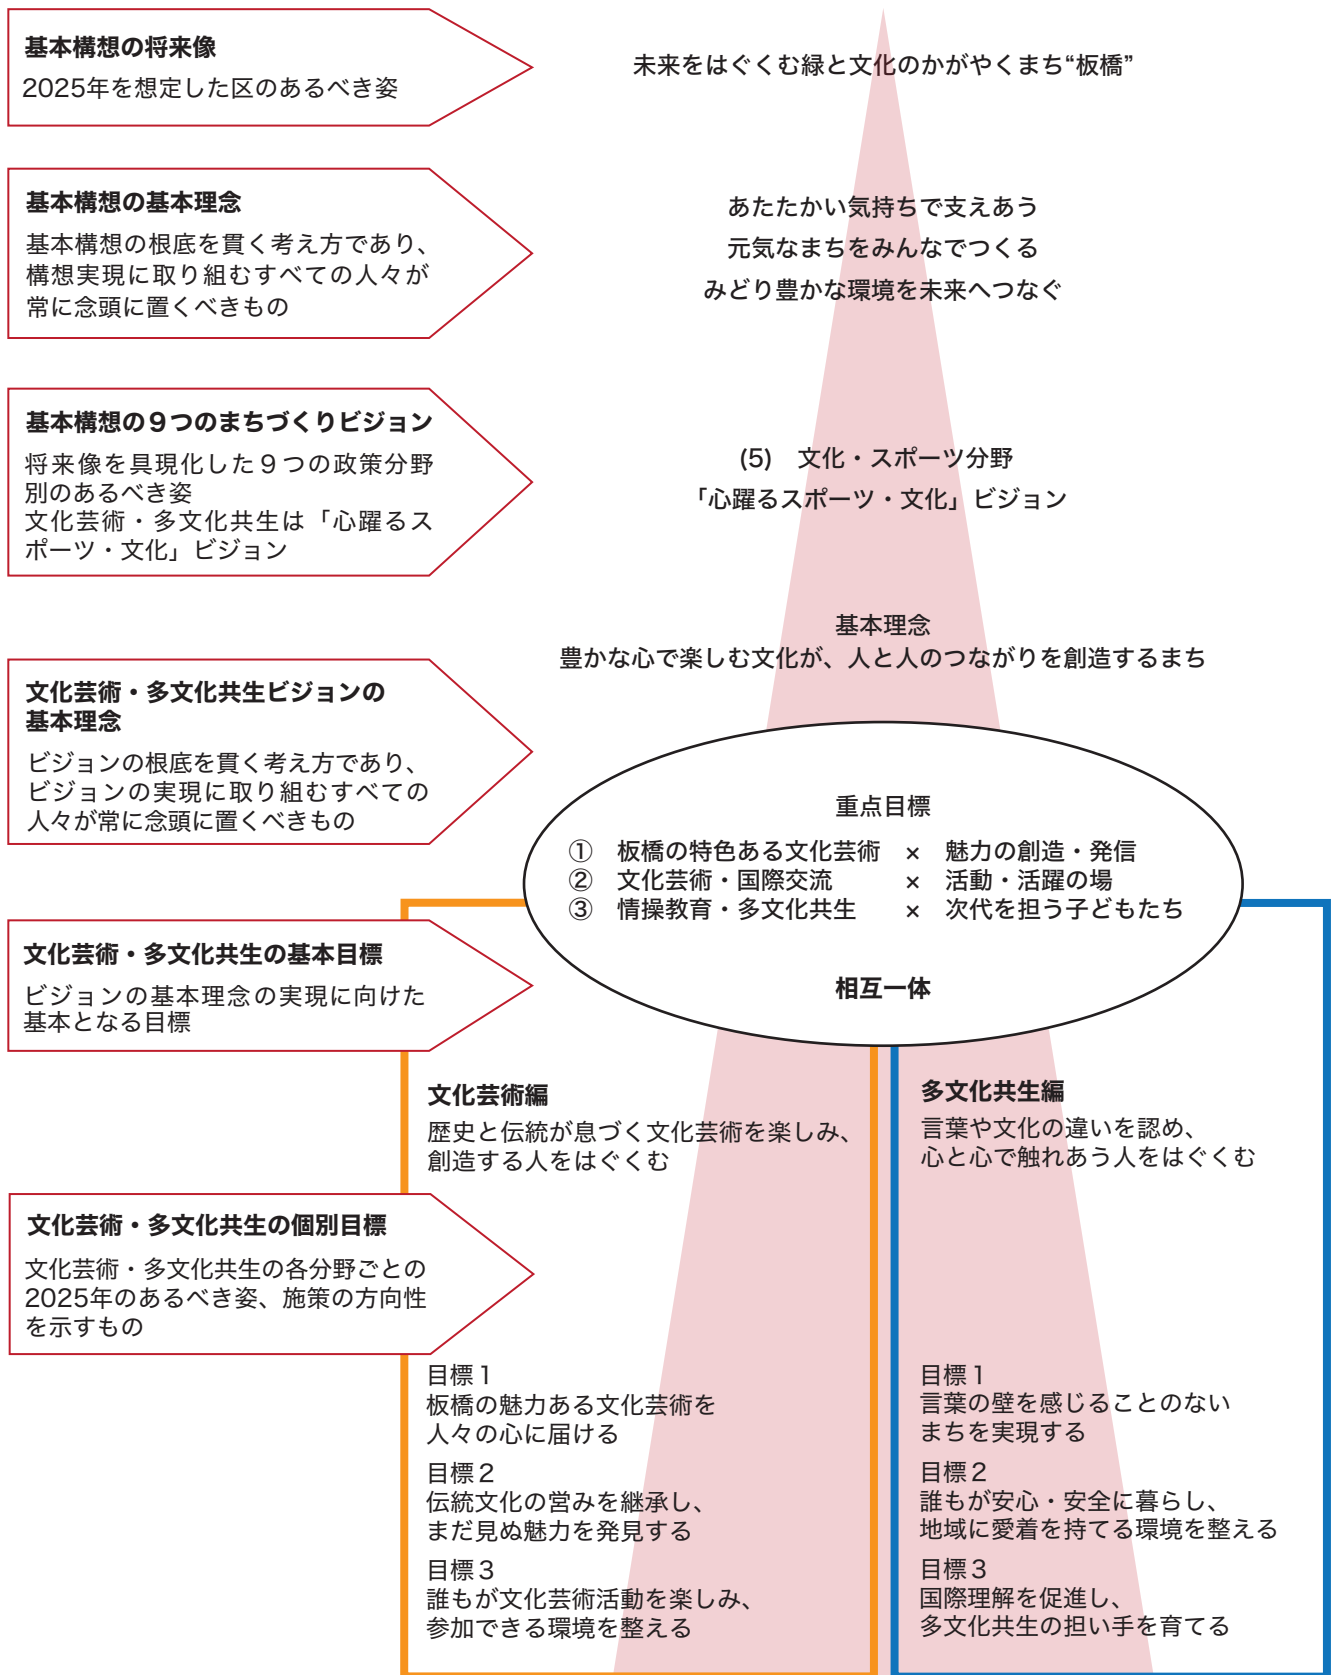 基本構想の将来像
2025年を想定した区のあるべき姿
未来をはぐくむ緑と文化のかがやくまち“板橋”
基本構想の基本理念
基本構想の根底を貫く考え方であり、
構想実現に取り組むすべての人々が
常に念頭に置くべきもの
あたたかい気持ちで支えあう
元気なまちをみんなでつくる
みどり豊かな環境を未来へつなぐ
基本構想の９つのまちづくりビジョン
将来像を具現化した９つの政策分野
別のあるべき姿
文化芸術・多文化共生は「心躍るス
ポーツ・文化」ビジョン
(5)　文化・スポーツ分野
「心躍るスポーツ・文化」ビジョン
文化芸術・多文化共生ビジョンの
基本理念
ビジョンの根底を貫く考え方であり、
ビジョンの実現に取り組むすべての
人々が常に念頭に置くべきもの
基本理念
豊かな心で楽しむ文化が、人と人のつながりを創造するまち
重点目標
①　板橋の特色ある文化芸術　×　魅力の創造・発信
②　文化芸術・国際交流　×　活動・活躍の場
③　情操教育・多文化共生　×　次代を担う子どもたち
相互一体
文化芸術・多文化共生の基本目標
ビジョンの基本理念の実現に向けた
基本となる目標
文化芸術編
歴史と伝統が息づく文化芸術を楽しみ、
創造する人をはぐくむ
多文化共生編
言葉や文化の違いを認め、
心と心で触れあう人をはぐくむ
文化芸術・多文化共生の個別目標
文化芸術・多文化共生の各分野ごとの
2025年のあるべき姿、施策の方向性
を示すもの
目標１
板橋の魅力ある文化芸術を
人々の心に届ける
目標２
伝統文化の営みを継承し、
まだ見ぬ魅力を発見する
目標３
誰もが文化芸術活動を楽しみ、
参加できる環境を整える
目標１
言葉の壁を感じることのない
まちを実現する
目標２
誰もが安心・安全に暮らし、
地域に愛着を持てる環境を整える
目標３
国際理解を促進し、
多文化共生の担い手を育てる